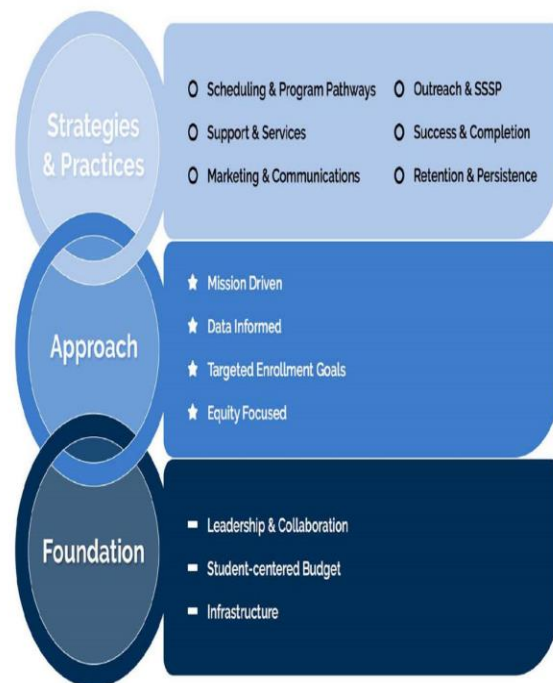 Strategies
& Practices
Scheduling & Program Pathways
Support & Services
Marketing & Communications
Outreach & SSSP
Success & Completion
Retention & Persistence
Approach
Mission Driven
Data Informed
Targeted Enrollment Goals
Equity Focused
Foundation
Leadership & Collaboration
Student-centered Budget
Infrastructure